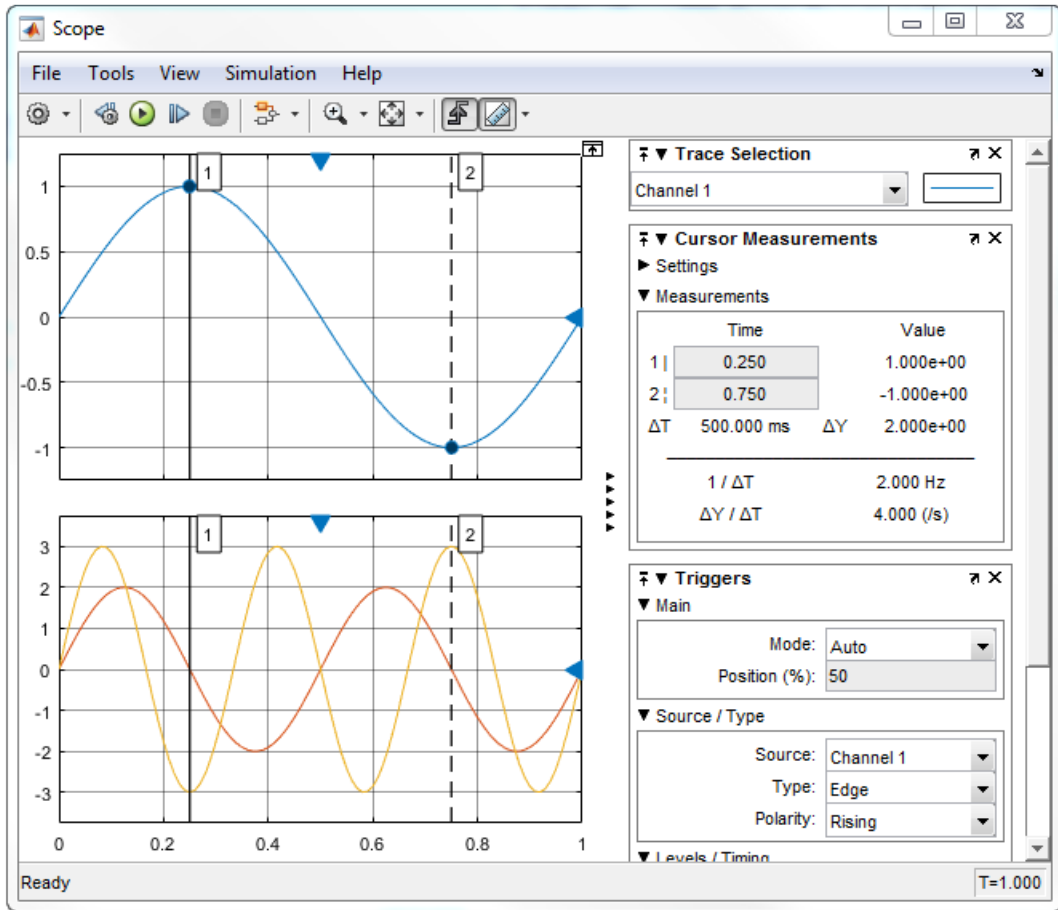 Scope
File Tools View Simulation Help
1
2
1
0.5
0
-0.5
-1
1
2
3
2
1
0
-1
-2
-3
0 0.2 0.4 0.6 0.8 1
Trace Selection
Channel 1
Cursor Measurements
Settings
Measurements
Time Value
1 | 0.250 1.000e+00
2 ¦ 0.750 -1.000e+00
ΔT 500.000 ms ΔY 2.000e+00
1 / ΔT 2.000 Hz
ΔY / ΔT 4.000 (/s)
Triggers
Main
Mode: Auto
Position (%): 50
Source / Type
Source: Channel 1
Type: Edge
Polarity: Rising
Levels / Timing
Ready T=1.000